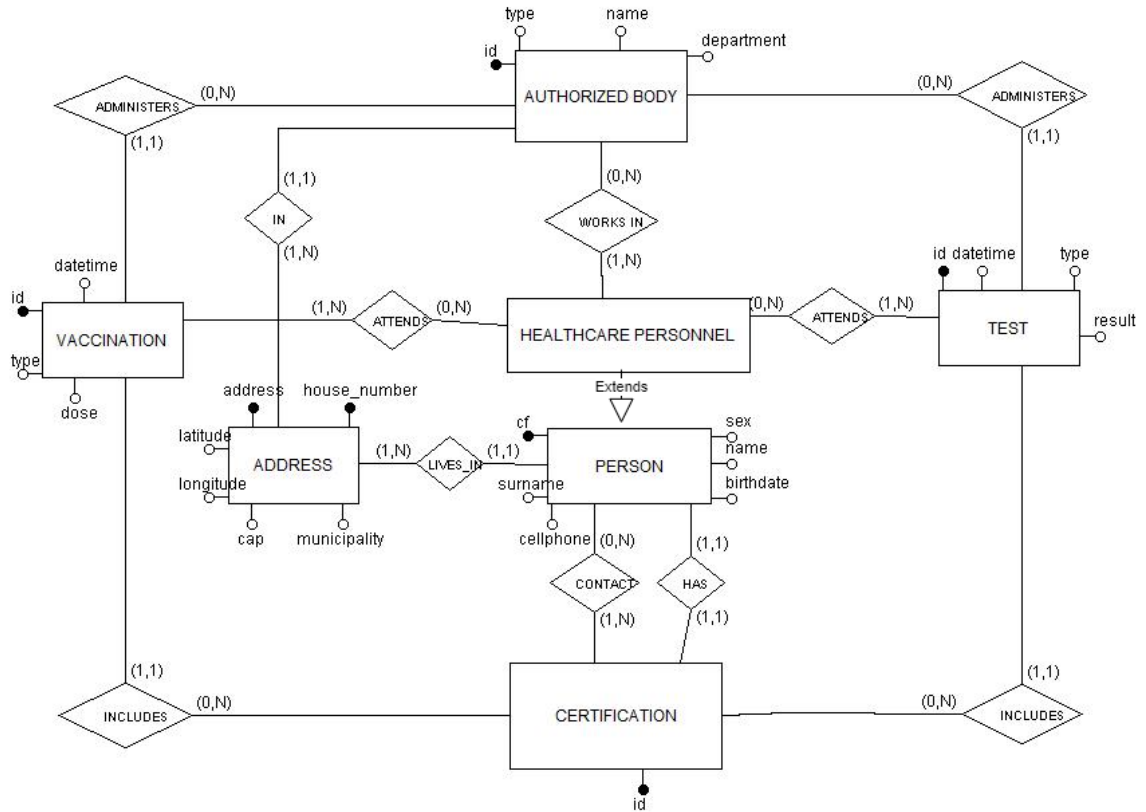 type
name
department
id
AUTHORIZED BODY
ADMINISTERS
(0,N)
(1,1)
(0,N)
ADMINISTERS
(1,1)
(1,1)
IN
(1,N)
(0,N)
WORKS IN
(1,N)
datetime
id
VACCINATION
type
dose
(1,N)
ATTENDS
(0,N)
HEALTHCARE PERSONNEL
(0,N)
ATTENDS
(1,N)
id
datetime
type
TEST
result
Extends
address
house_number
latitude
ADDRESS
longitude
cap
municipality
(1,N)
LIVES_IN
(1,1)
cf
PERSON
sex
name
birthdate
surname
cellphone
(0,N)
CONTACT
(1,N)
(1,1)
HAS
(1,1)
(1,1)
INCLUDES
(0,N)
CERTIFICATION
id
(0,N)
INCLUDES
(1,1)